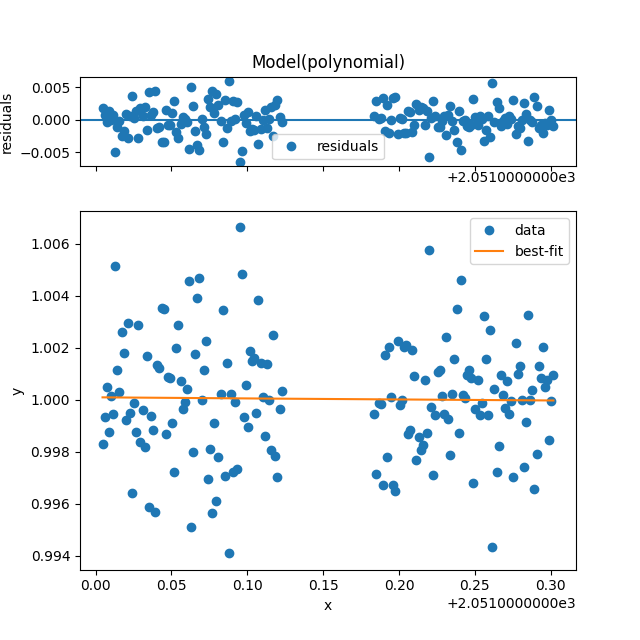 Model(polynomial)
residuals
0.005
0.000
−0.005
residuals
+2.0510000000e3
y
1.006
1.004
1.002
1.000
0.998
0.996
0.994
data
best-fit
0.00
0.05
0.10
0.15
0.20
0.25
0.30
x
+2.0510000000e3